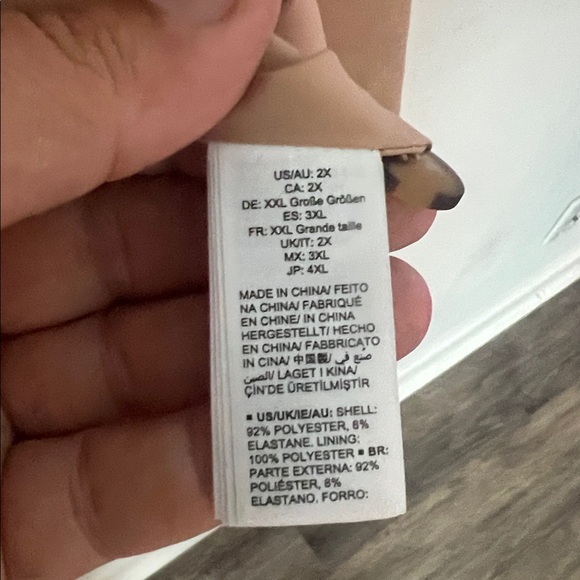 US/AU: 2X
CA: 2X
DE: XXL Große Größen
ES: 3XL
FR: XXL Grande taille
UK/IT: 2X
MX: 3XL
JP: 4XL
MADE IN CHINA/ FEITO
NA CHINA/ FABRIQUÉ
EN CHINE/ IN CHINA
HERGESTELLT/ HECHO
EN CHINA/ FABBRICATO
IN CINA/ 中国製/ صنع في
الصين/ LAGET I KINA/
ÇİN'DE ÜRETİLMİŞTİR
▪ US/UK/IE/AU: SHELL:
92% POLYESTER, 8%
ELASTANE. LINING:
100% POLYESTER ▪ BR:
PARTE EXTERNA: 92%
POLIÉSTER, 8%
ELASTANO. FORRO: